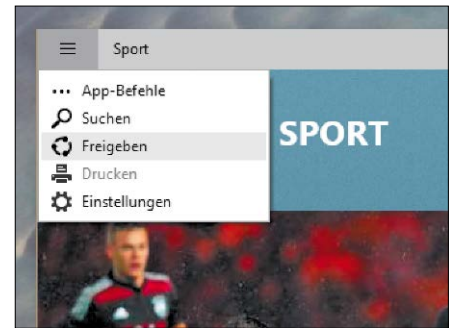 Sport
App-Befehle
Suchen
Freigeben
Drucken
Einstellungen
SPORT